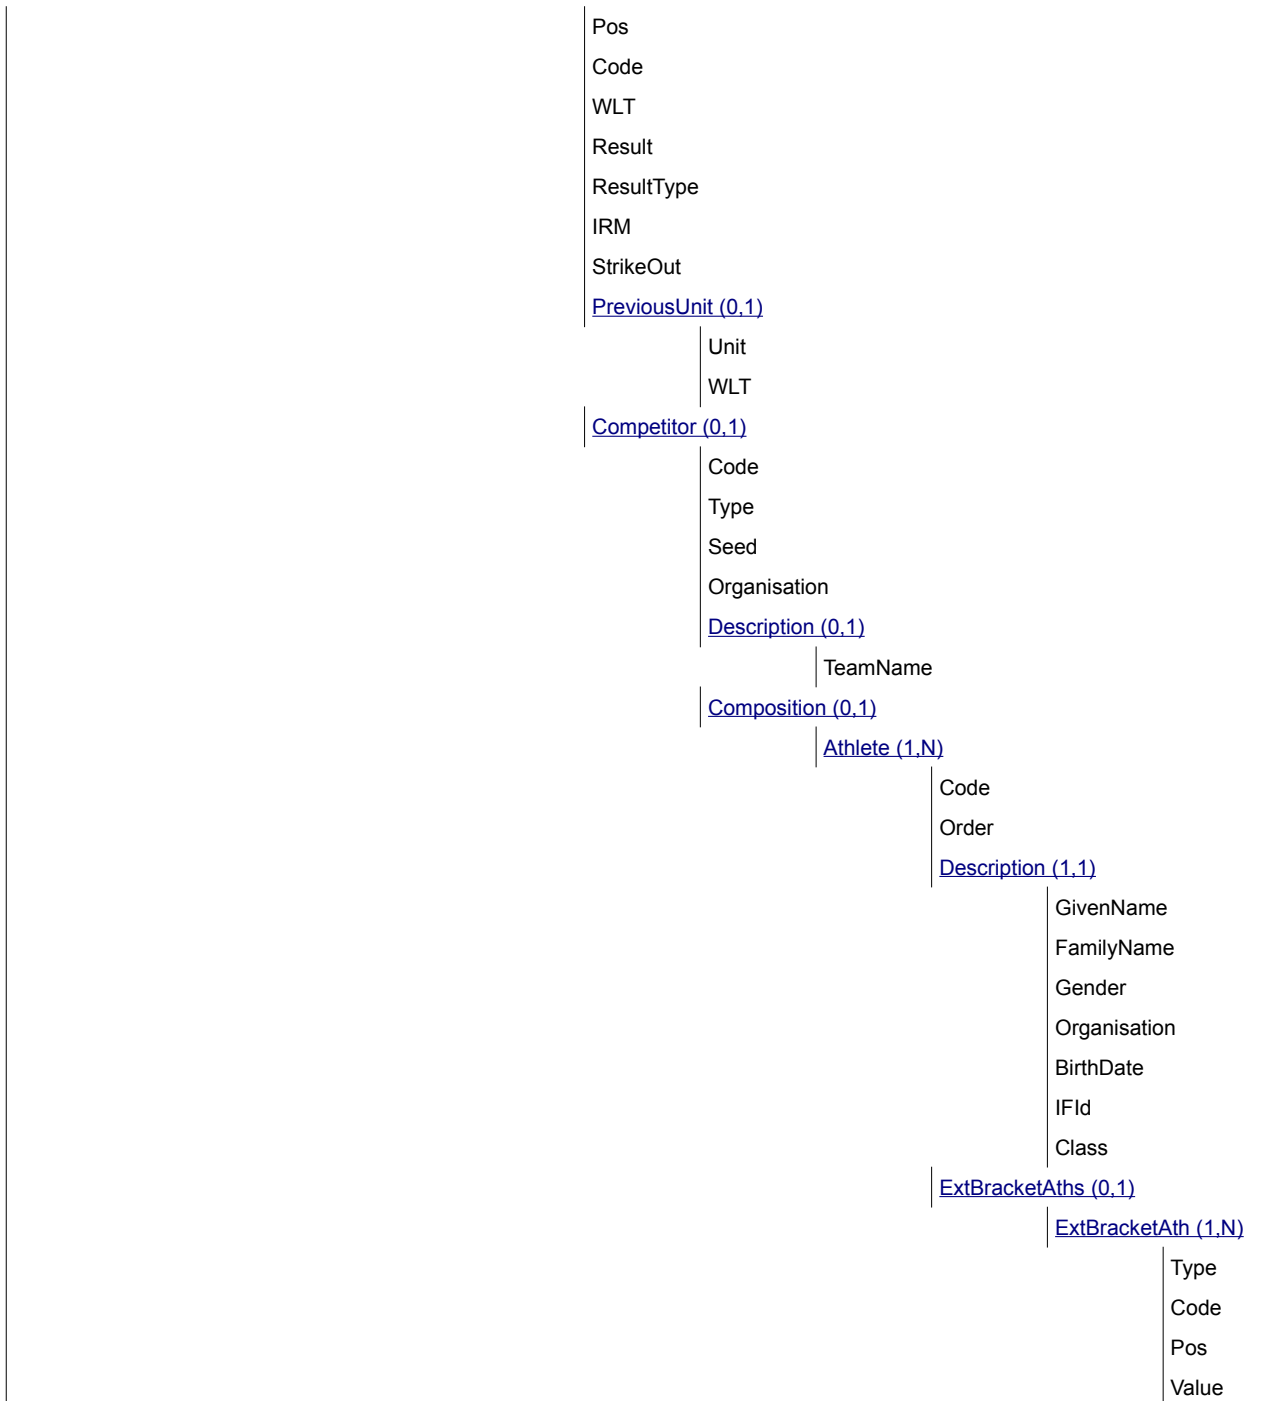 Pos
Code
WLT
Result
ResultType
IRM
StrikeOut
PreviousUnit (0,1)
Unit
WLT
Competitor (0,1)
Code
Type
Seed
Organisation
Description (0,1)
TeamName
Composition (0,1)
Athlete (1,N)
Code
Order
Description (1,1)
GivenName
FamilyName
Gender
Organisation
BirthDate
IFId
Class
ExtBracketAths (0,1)
ExtBracketAth (1,N)
Type
Code
Pos
Value